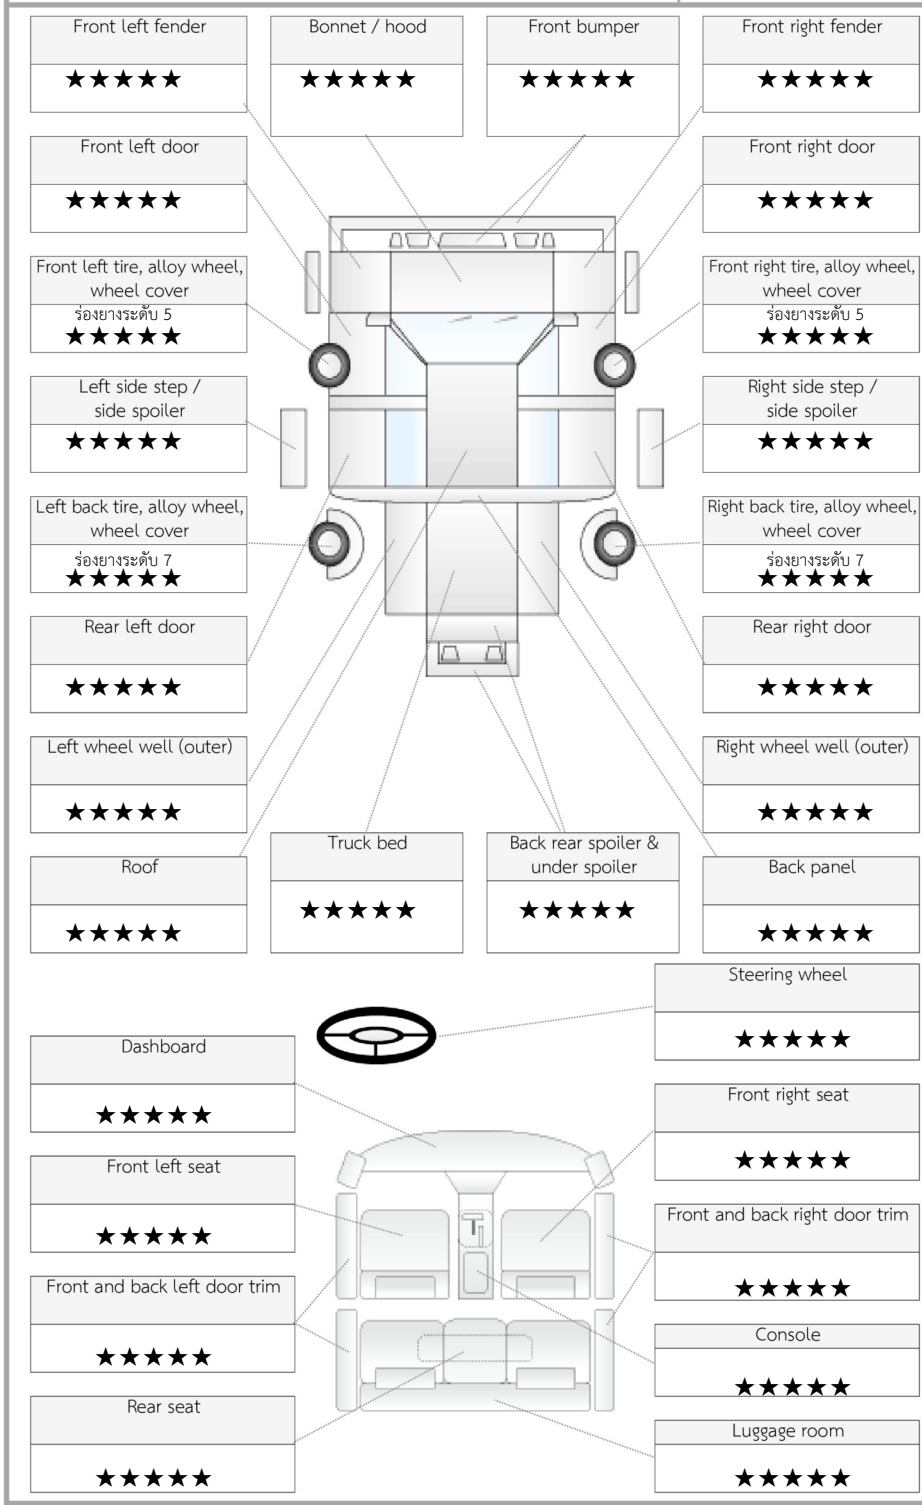 Front left fender
★★★★★
Bonnet / hood
★★★★★
Front bumper
★★★★★
Front right fender
★★★★★
Front left door
★★★★★
Front right door
★★★★★
Front left tire, alloy wheel,
wheel cover
ร่องยางระดับ 5
★★★★★
Front right tire, alloy wheel,
wheel cover
ร่องยางระดับ 5
★★★★★
Left side step /
side spoiler
★★★★★
Right side step /
side spoiler
★★★★★
Left back tire, alloy wheel,
wheel cover
ร่องยางระดับ 7
★★★★★
Right back tire, alloy wheel,
wheel cover
ร่องยางระดับ 7
★★★★★
Rear left door
★★★★★
Rear right door
★★★★★
Left wheel well (outer)
★★★★★
Right wheel well (outer)
★★★★★
Roof
★★★★★
Truck bed
★★★★★
Back rear spoiler &
under spoiler
★★★★★
Back panel
★★★★★
Steering wheel
★★★★★
Dashboard
★★★★★
Front right seat
★★★★★
Front left seat
★★★★★
Front and back right door trim
★★★★★
Front and back left door trim
★★★★★
Console
★★★★★
Rear seat
★★★★★
Luggage room
★★★★★